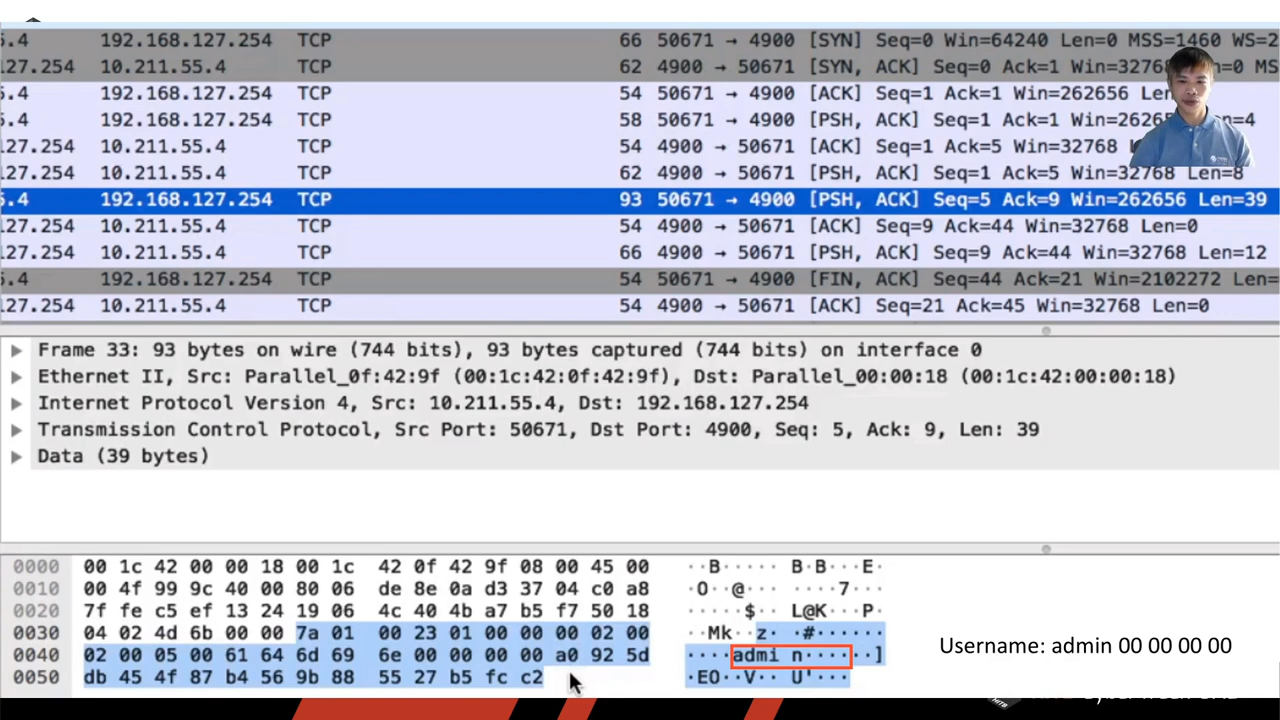 5.4 192.168.127.254 TCP 66 50671 → 4900 [SYN] Seq=0 Win=64240 Len=0 MSS=1460 WS=2
127.254 10.211.55.4 TCP 62 4900 → 50671 [SYN, ACK] Seq=0 Ack=1 Win=32768 MS
5.4 192.168.127.254 TCP 54 50671 → 4900 [ACK] Seq=1 Ack=1 Win=262656
5.4 192.168.127.254 TCP 58 50671 → 4900 [PSH, ACK] Seq=1 Ack=1 =4
127.254 10.211.55.4 TCP 54 4900 → 50671 [ACK] Seq=1 Ack=5 Win=32768
127.254 10.211.55.4 TCP 62 4900 → 50671 [PSH, ACK] Seq=1 Ack=5 Win=32768 Len=8
5.4 192.168.127.254 TCP 93 50671 → 4900 [PSH, ACK] Seq=5 Ack=9 Win=262656 Len=39
127.254 10.211.55.4 TCP 54 4900 → 50671 [ACK] Seq=9 Ack=44 Win=32768 Len=0
127.254 10.211.55.4 TCP 66 4900 → 50671 [PSH, ACK] Seq=9 Ack=44 Win=32768 Len=12
5.4 192.168.127.254 TCP 54 50671 → 4900 [FIN, ACK] Seq=44 Ack=21 Win=2102272 Len=
127.254 10.211.55.4 TCP 54 4900 → 50671 [ACK] Seq=21 Ack=45 Win=32768 Len=0
Frame 33: 93 bytes on wire (744 bits), 93 bytes captured (744 bits) on interface 0
Ethernet II, Src: Parallel_0f:42:9f (00:1c:42:0f:42:9f), Dst: Parallel_00:00:18 (00:1c:42:00:00:18)
Internet Protocol Version 4, Src: 10.211.55.4, Dst: 192.168.127.254
Transmission Control Protocol, Src Port: 50671, Dst Port: 4900, Seq: 5, Ack: 9, Len: 39
Data (39 bytes)
0000 00 1c 42 00 00 18 00 1c 42 0f 42 9f 08 00 45 00 ··B····· B·B···E·
0010 00 4f 99 9c 40 00 80 06 de 8e 0a d3 37 04 c0 a8 ·O··@··· ····7···
0020 7f fe c5 ef 13 24 19 06 4c 40 4b a7 b5 f7 50 18 ·····$·· L@K···P·
0030 04 02 4d 6b 00 00 7a 01 00 23 01 00 00 00 02 00 ··Mk··z· ·#······
0040 02 00 05 00 61 64 6d 69 6e 00 00 00 00 a0 92 5d ····admi n······]
0050 db 45 4f 87 b4 56 9b 88 55 27 b5 fc c2 ·EO··V·· U'···
Username: admin 00 00 00 00